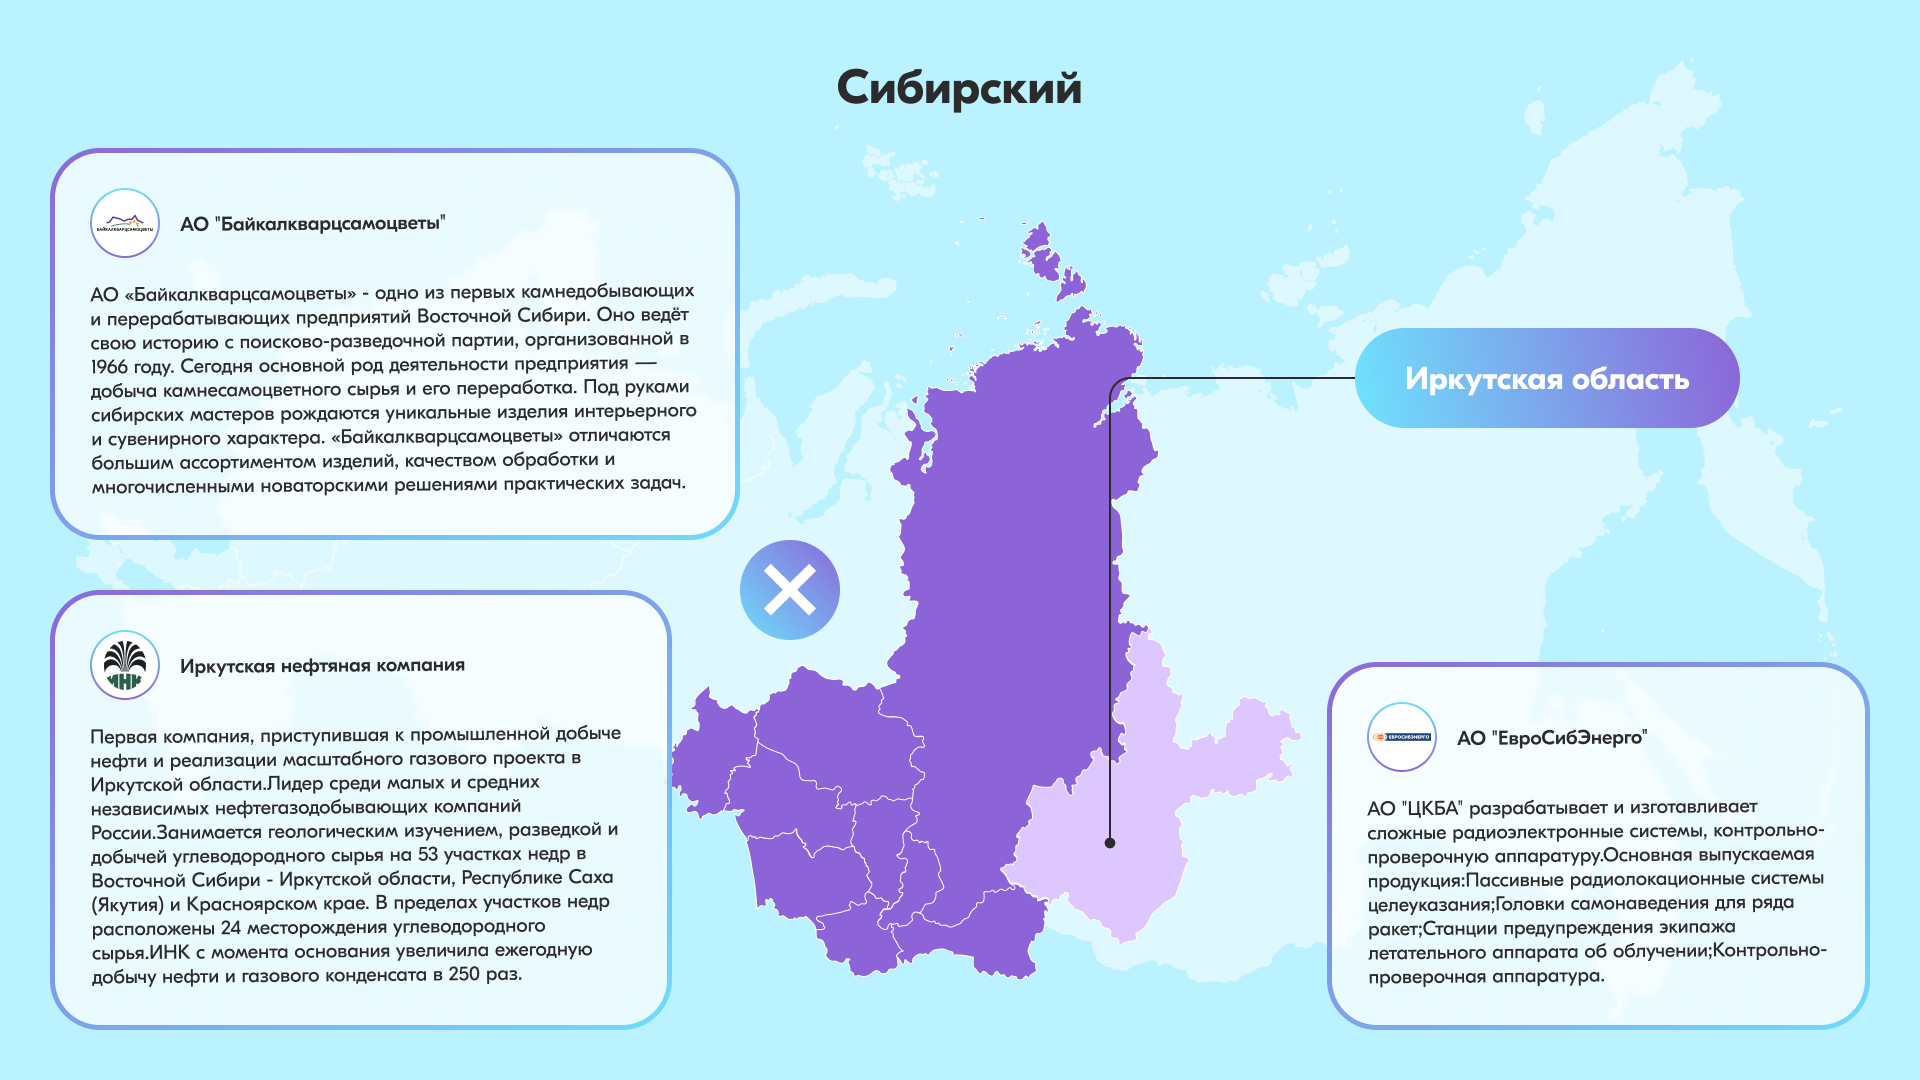 Сибирский
БАЙКАЛКВАРЦСАМОЦВЕТЫ
АО "Байкалкварцсамоцветы"
АО «Байкалкварцсамоцветы» - одно из первых камнедобывающих
и перерабатывающих предприятий Восточной Сибири. Оно ведёт
свою историю с поисково-разведочной партии, организованной в
1966 году. Сегодня основной род деятельности предприятия —
добыча камнесамоцветного сырья и его переработка. Под руками
сибирских мастеров рождаются уникальные изделия интерьерного
и сувенирного характера. «Байкалкварцсамоцветы» отличаются
большим ассортиментом изделий, качеством обработки и
многочисленными новаторскими решениями практических задач.
Иркутская область
ИНК
Иркутская нефтяная компания
Первая компания, приступившая к промышленной добыче
нефти и реализации масштабного газового проекта в
Иркутской области.Лидер среди малых и средних
независимых нефтегазодобывающих компаний
России.Занимается геологическим изучением, разведкой и
добычей углеводородного сырья на 53 участках недр в
Восточной Сибири - Иркутской области, Республике Саха
(Якутия) и Красноярском крае. В пределах участков недр
расположены 24 месторождения углеводородного
сырья.ИНК с момента основания увеличила ежегодную
добычу нефти и газового конденсата в 250 раз.
ЕВРОСИБЭНЕРГО
АО "ЕвроСибЭнерго"
АО "ЦКБА" разрабатывает и изготавливает
сложные радиоэлектронные системы, контрольно-
проверочную аппаратуру.Основная выпускаемая
продукция:Пассивные радиолокационные системы
целеуказания;Головки самонаведения для ряда
ракет;Станции предупреждения экипажа
летательного аппарата об облучении;Контрольно-
проверочная аппаратура.